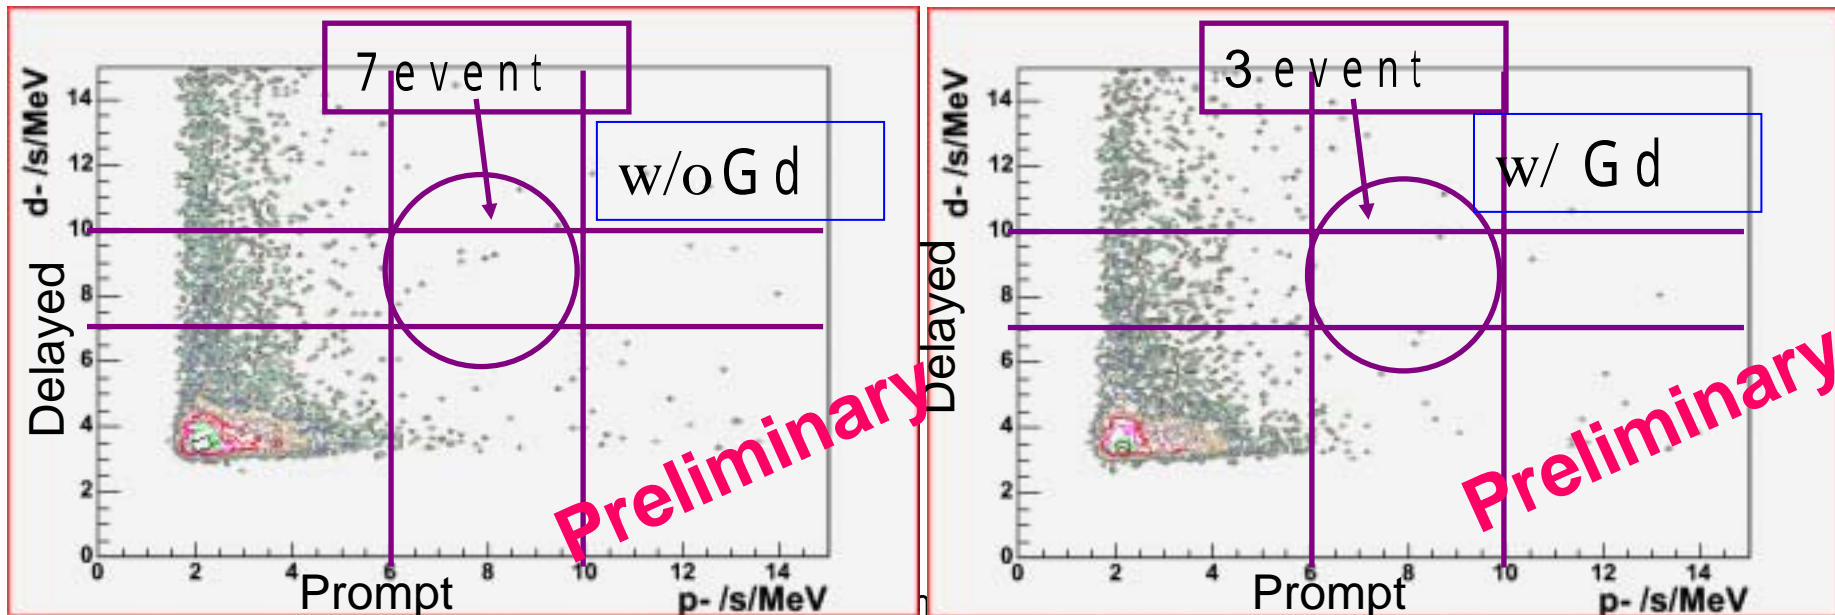 7 event
w/o Gd
d- /s/MeV
Delayed
14
12
10
8
6
4
2
0
0 2 4 6 8 10 12 14
Prompt
p- /s/MeV
Preliminary
3 event
w/ Gd
d- /s/MeV
Delayed
14
12
10
8
6
4
2
0
0 2 4 6 8 10 12 14
Prompt
p- /s/MeV
Preliminary